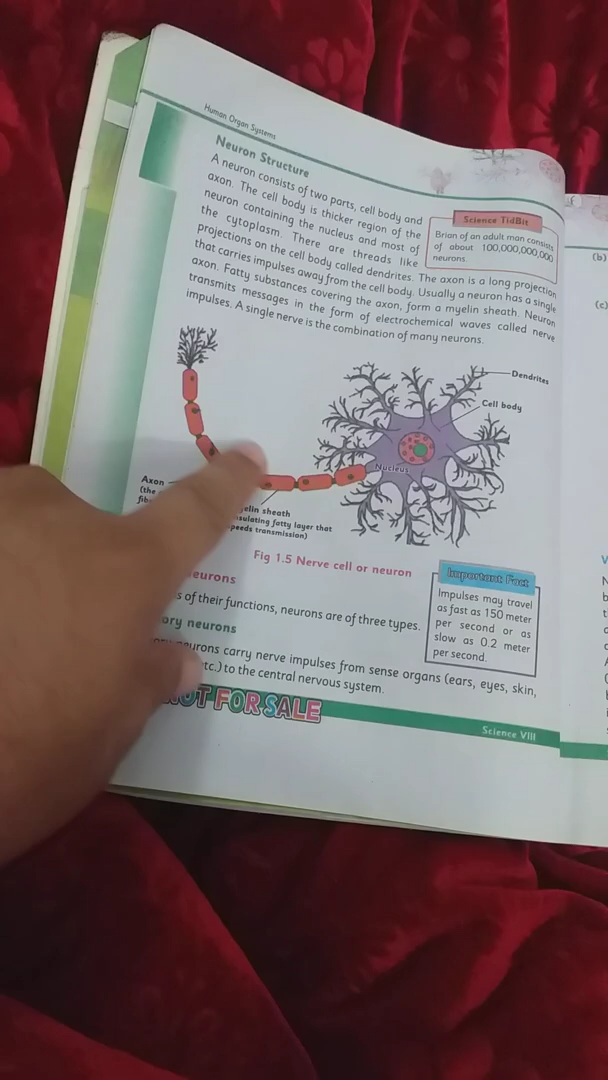 Human Organ Systems
Neuron Structure
A neuron consists of two parts, cell body and
axon. The cell body is thicker region of the
neuron containing the nucleus and most of
the cytoplasm. There are threads like
projections on the cell body called dendrites. The axon is a long projection
that carries impulses away from the cell body. Usually a neuron has a single
axon. Fatty substances covering the axon, form a myelin sheath. Neuron
transmits messages in the form of electrochemical waves called nerve
impulses. A single nerve is the combination of many neurons.
Science TidBit
Brian of an adult man consists
of about 100,000,000,000
neurons.
Dendrites
Cell body
Nucleus
Axon
(the
elin sheath
sulating fatty layer that
peeds transmission)
Fig 1.5 Nerve cell or neuron
eurons
s of their functions, neurons are of three types.
ory neurons
neurons carry nerve impulses from sense organs (ears, eyes, skin,
etc.) to the central nervous system.
Important Fact
Impulses may travel
as fast as 150 meter
per second or as
slow as 0.2 meter
per second.
NOT FOR SALE
Science VIII
(b)
(c)